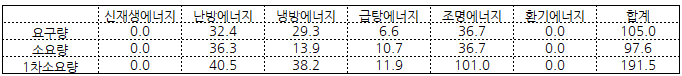 신재생에너지 난방에너지 냉방에너지 급탕에너지 조명에너지 환기에너지 합계
요구량 0.0 32.4 29.3 6.6 36.7 0.0 105.0
소요량 0.0 36.3 13.9 10.7 36.7 0.0 97.6
1차소요량 0.0 40.5 38.2 11.9 101.0 0.0 191.5